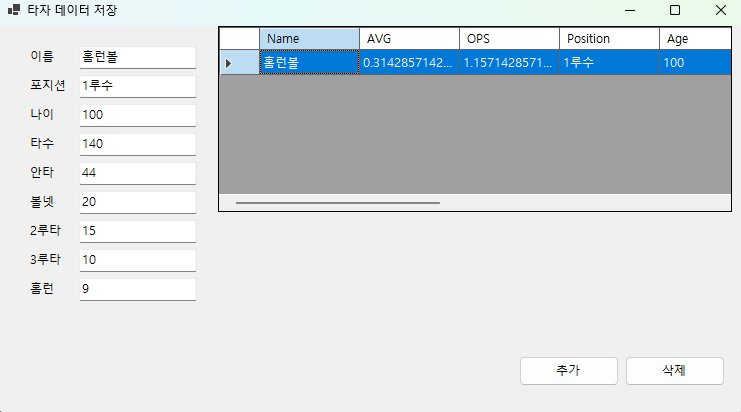 타자 데이터 저장
이름 홈런볼
포지션 1루수
나이 100
타수 140
안타 44
볼넷 20
2루타 15
3루타 10
홈런 9
Name AVG OPS Position Age
홈런볼 0.3142857142... 1.1571428571... 1루수 100
추가 삭제